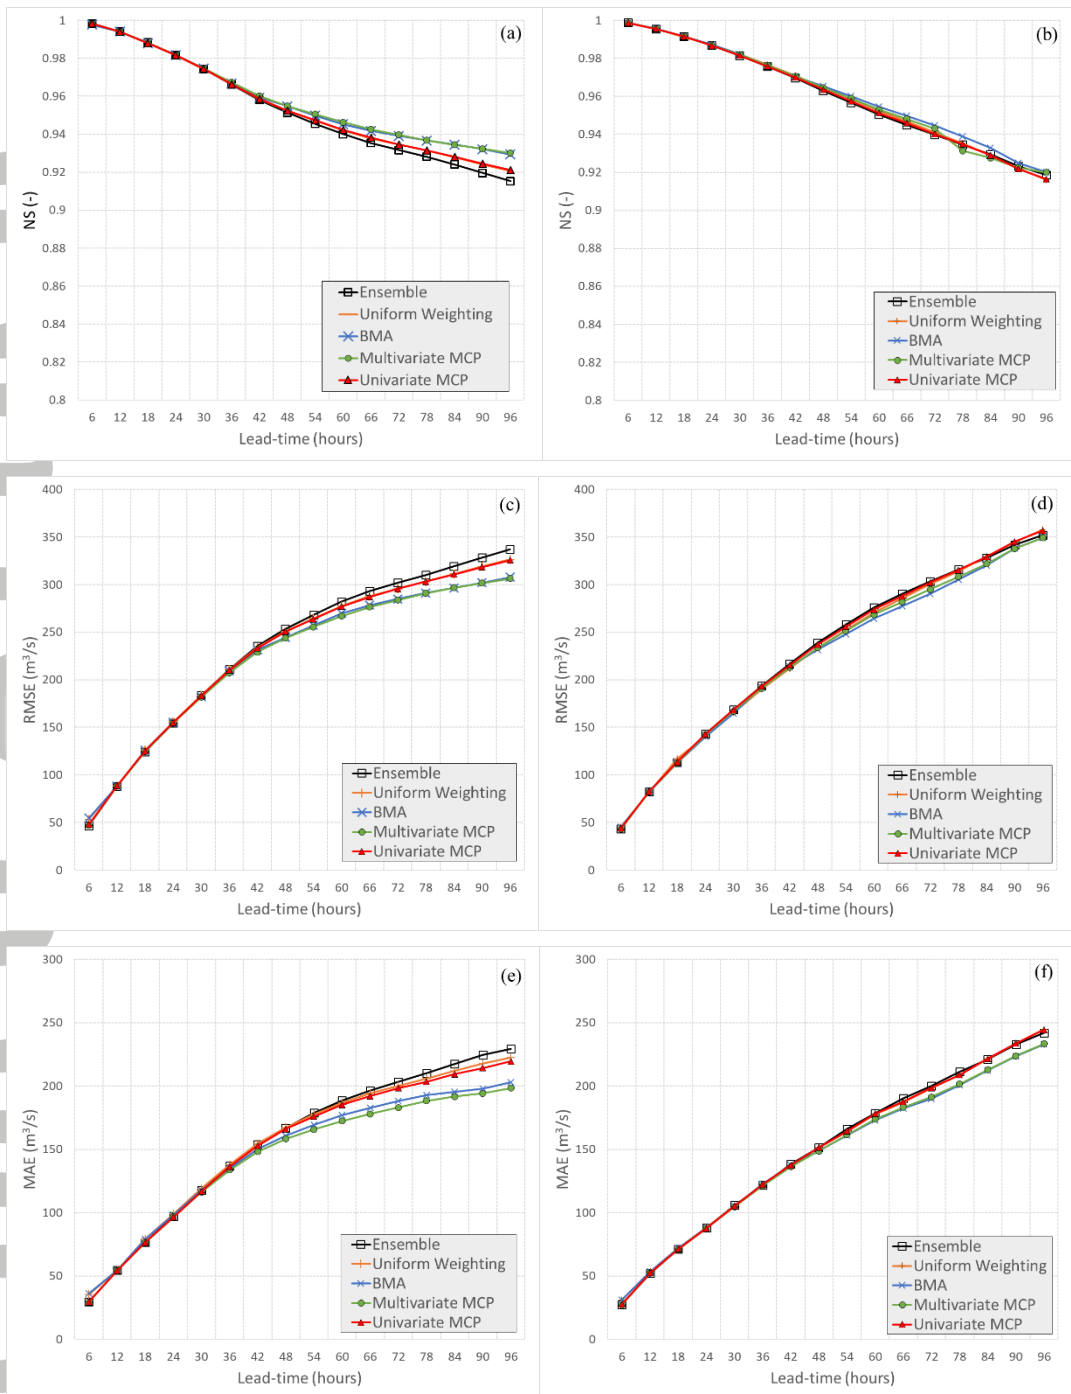 (a)
1
0.98
0.96
0.94
0.92
0.9
0.88
0.86
0.84
0.82
0.8
NS (-)
Ensemble
Uniform Weighting
BMA
Multivariate MCP
Univariate MCP
6 12 18 24 30 36 42 48 54 60 66 72 78 84 90 96
Lead-time (hours)
(b)
1
0.98
0.96
0.94
0.92
0.9
0.88
0.86
0.84
0.82
0.8
NS (-)
Ensemble
Uniform Weighting
BMA
Multivariate MCP
Univariate MCP
6 12 18 24 30 36 42 48 54 60 66 72 78 84 90 96
Lead-time (hours)
(c)
400
350
300
250
200
150
100
50
0
RMSE (m³/s)
Ensemble
Uniform Weighting
BMA
Multivariate MCP
Univariate MCP
6 12 18 24 30 36 42 48 54 60 66 72 78 84 90 96
Lead-time (hours)
(d)
400
350
300
250
200
150
100
50
0
RMSE (m³/s)
Ensemble
Uniform Weighting
BMA
Multivariate MCP
Univariate MCP
6 12 18 24 30 36 42 48 54 60 66 72 78 84 90 96
Lead-time (hours)
(e)
300
250
200
150
100
50
0
MAE (m³/s)
Ensemble
Uniform Weighting
BMA
Multivariate MCP
Univariate MCP
6 12 18 24 30 36 42 48 54 60 66 72 78 84 90 96
Lead-time (hours)
(f)
300
250
200
150
100
50
0
MAE (m³/s)
Ensemble
Uniform Weighting
BMA
Multivariate MCP
Univariate MCP
6 12 18 24 30 36 42 48 54 60 66 72 78 84 90 96
Lead-time (hours)